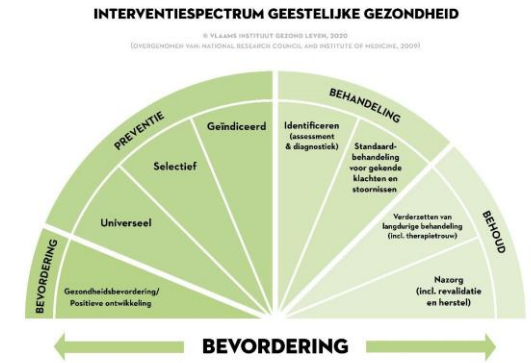 INTERVENTIESPECTRUM GEESTELIJKE GEZONDHEID
© VLAAMS INSTITUUT GEZOND LEVEN, 2020
(OVERGENOMEN VAN: NATIONAL RESEARCH COUNCIL AND INSTITUTE OF MEDICINE, 2009)
BEVORDERING
Gezondheidsbevordering/
Positieve ontwikkeling
PREVENTIE
Universeel
Selectief
Geïndiceerd
BEHANDELING
Identificeren
(assessment
& diagnostiek)
Standaard-
behandeling
voor gekende
klachten en
stoornissen
BEHOUD
Verderzetten van
langdurige behandeling
(incl. therapietrouw)
Nazorg
(incl. revalidatie
en herstel)
BEVORDERING